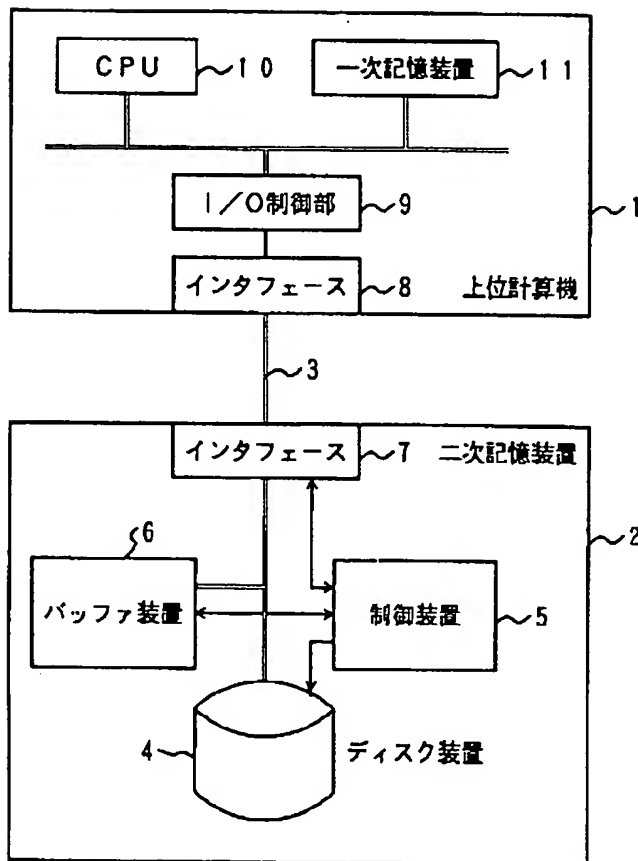 CPU
10
一次記憶装置
11
I/O制御部
9
1
インタフェース
8
上位計算機
3
インタフェース
7
二次記憶装置
6
2
バッファ装置
制御装置
5
4
ディスク装置